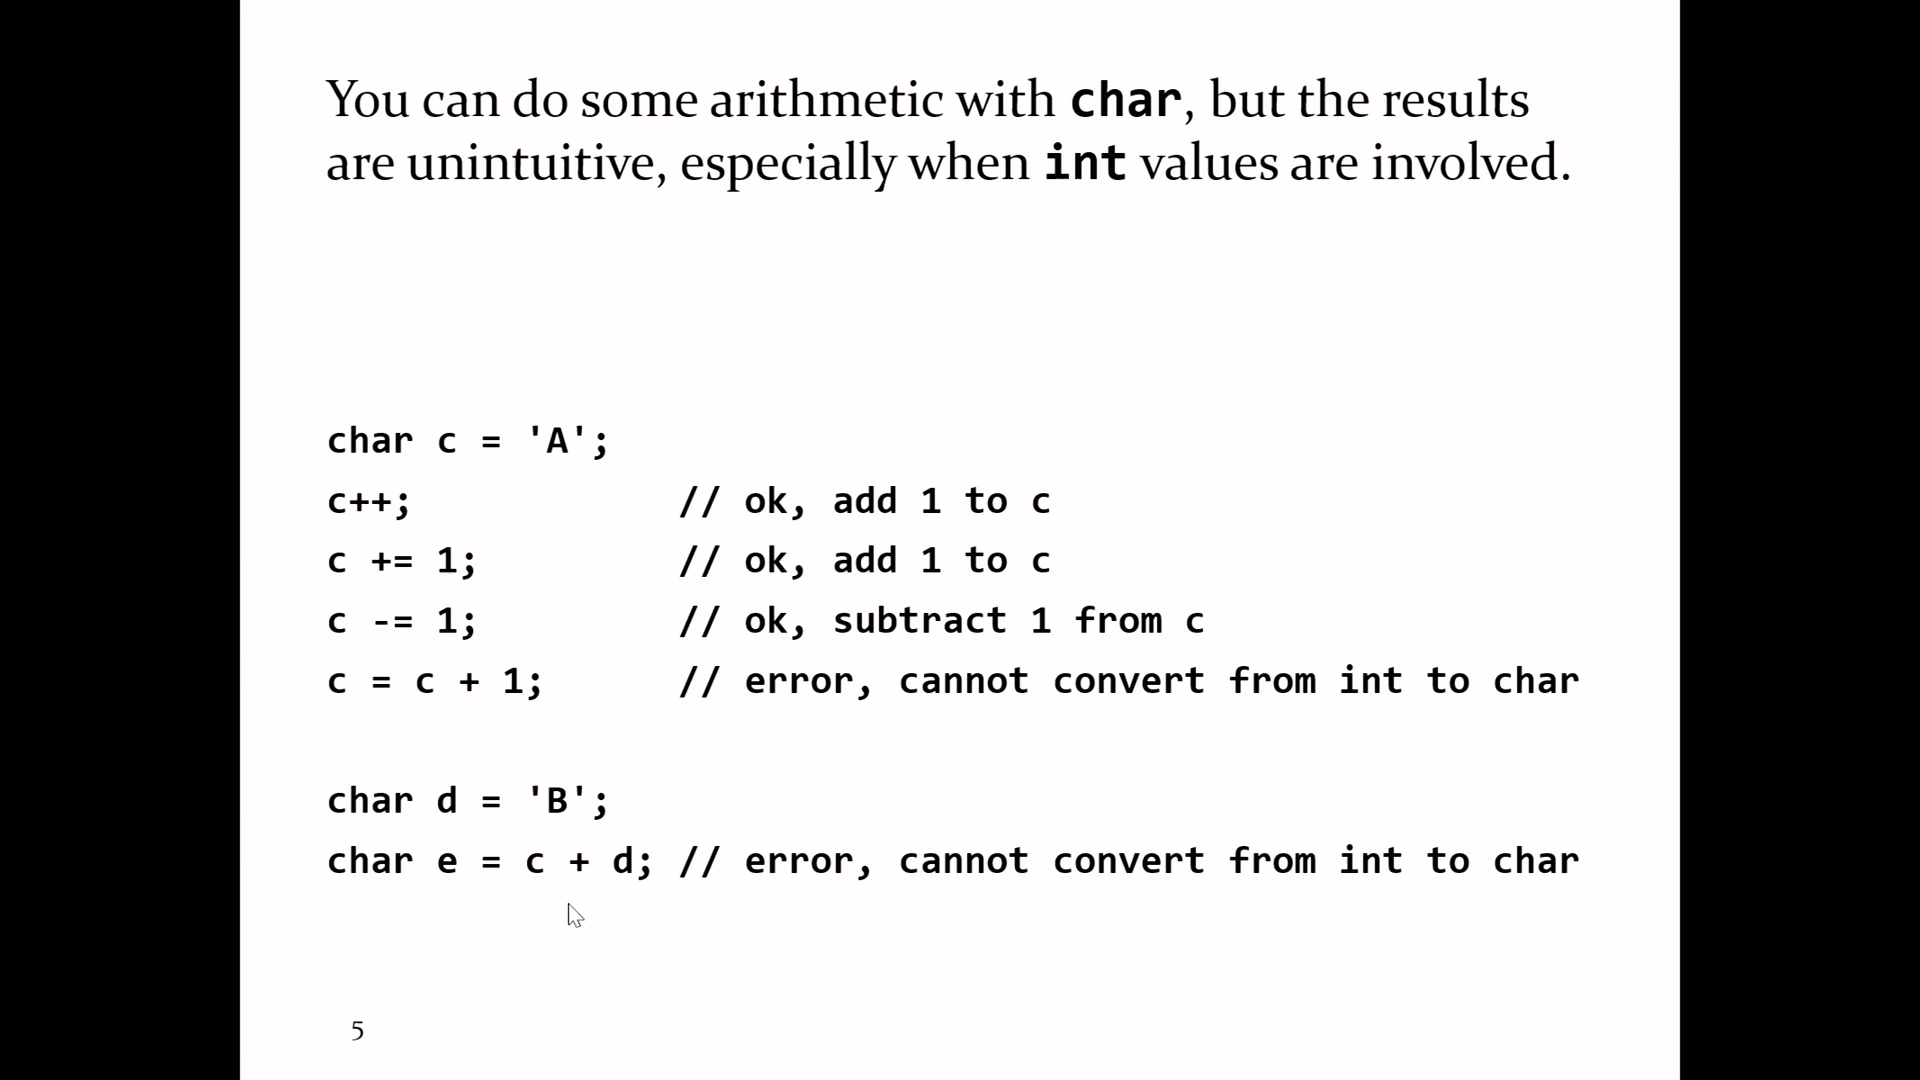 You can do some arithmetic with char, but the results
are unintuitive, especially when int values are involved.
char c = 'A';
c++; // ok, add 1 to c
c += 1; // ok, add 1 to c
c -= 1; // ok, subtract 1 from c
c = c + 1; // error, cannot convert from int to char
char d = 'B';
char e = c + d; // error, cannot convert from int to char
5